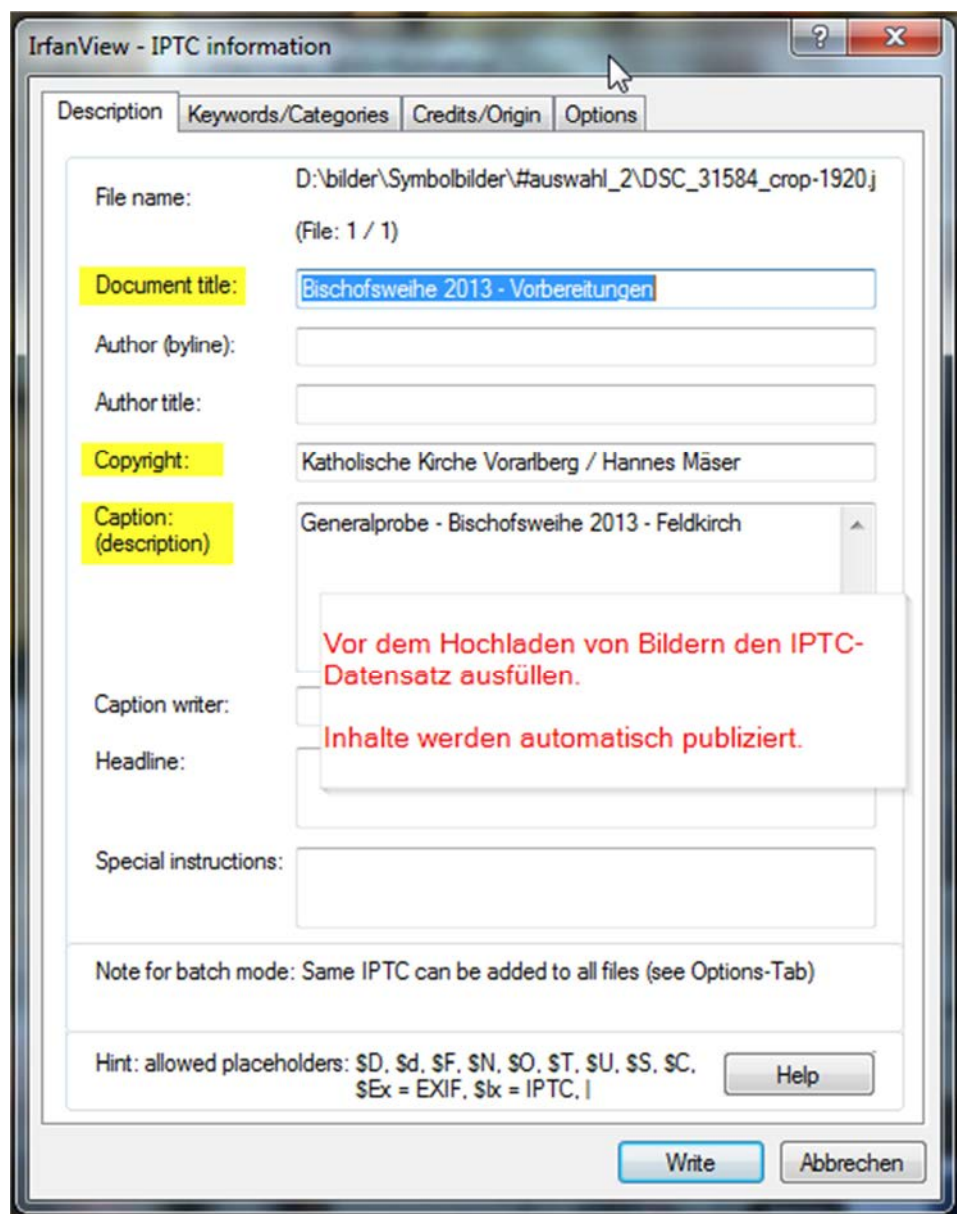 IrfanView - IPTC information
Description Keywords/Categories Credits/Origin Options
File name: D:\bilder\Symbolbilder\#auswahl_2\DSC_31584_crop-1920.j
(File: 1 / 1)
Document title: Bischofsweihe 2013 - Vorbereitungen
Author (byline):
Author title:
Copyright: Katholische Kirche Vorarlberg / Hannes Mäser
Caption: Generalprobe - Bischofsweihe 2013 - Feldkirch
(description)
Vor dem Hochladen von Bildern den IPTC-
Datensatz ausfüllen.
Inhalte werden automatisch publiziert.
Caption writer:
Headline:
Special instructions:
Note for batch mode: Same IPTC can be added to all files (see Options-Tab)
Hint: allowed placeholders: $D, $d, $F, $N, $O, $T, $U, $S, $C,
$Ex = EXIF, $Ix = IPTC, |
Help
Write Abbrechen